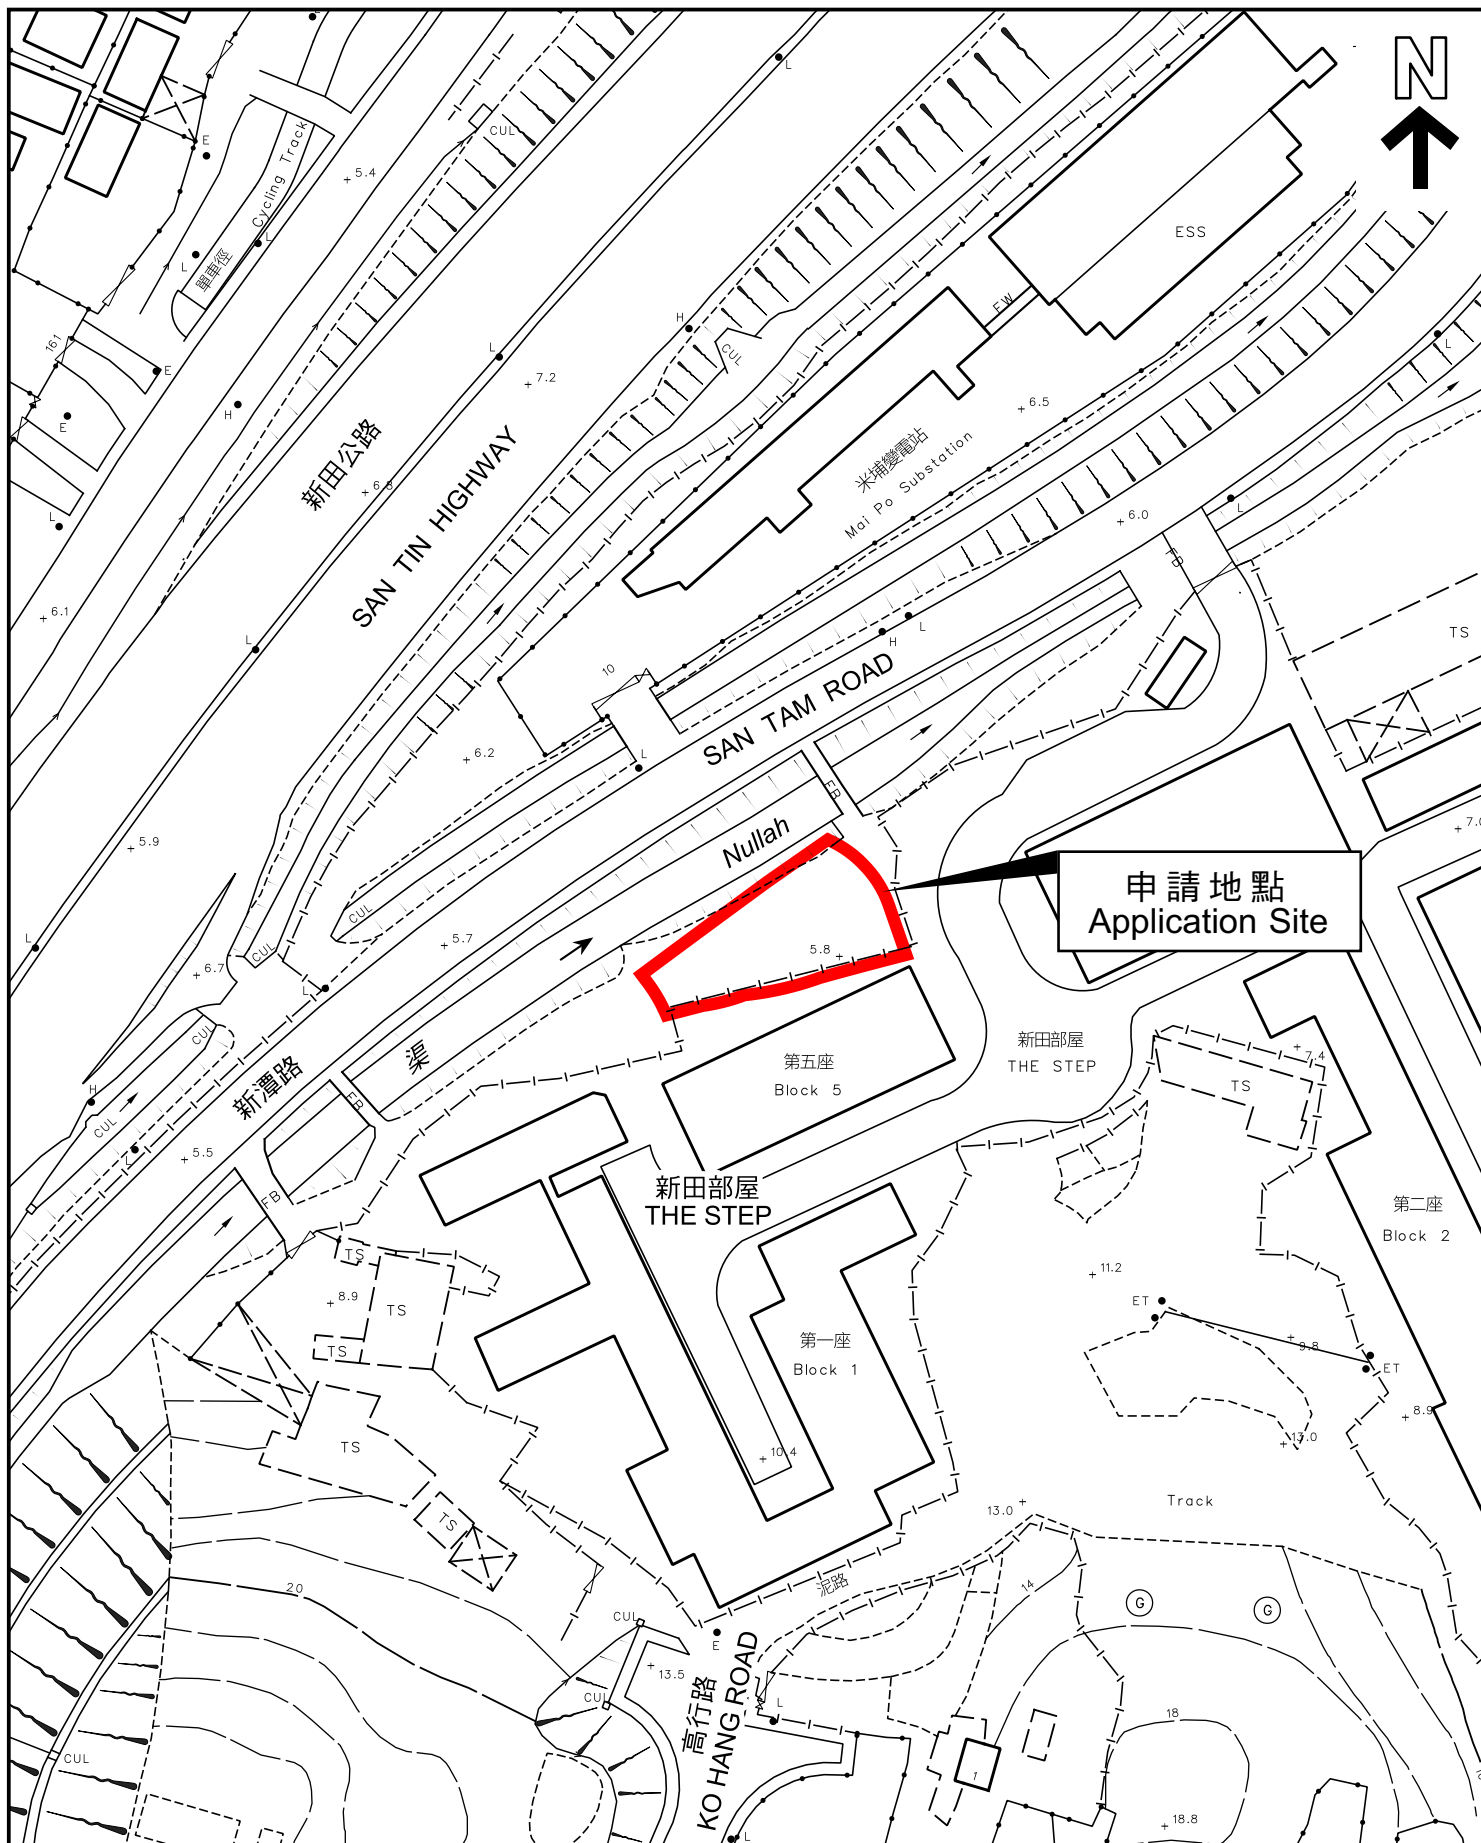 N
CUL
L
E
Cycling Track
單車徑
5.4
L
L
ESS
161
E
E
H
L
H
CUL
FW
7.2
6.5
L
新田公路
SAN TIN HIGHWAY
6.8
米埔變電站
Mai Po Substation
L
6.0
L
FB
6.1
L
10
H
L
TS
SAN TAM ROAD
6.2
L
FB
5.9
Nullah
7.0
申請地點
Application Site
CUL
L
CUL
5.7
5.8
6.7
L
CUL
新潭路
渠
新田部屋
THE STEP
7.4
第五座
Block 5
TS
H
CUL
L
FB
5.5
FB
新田部屋
THE STEP
第二座
Block 2
TS
8.9
TS
TS
11.2
ET
9.8
ET
第一座
Block 1
8.9
13.0
TS
10.4
TS
13.0
Track
泥路
20
14
G
G
CUL
E
13.5
CUL
高行路
KO HANG ROAD
L
18
CUL
1
18.8
L